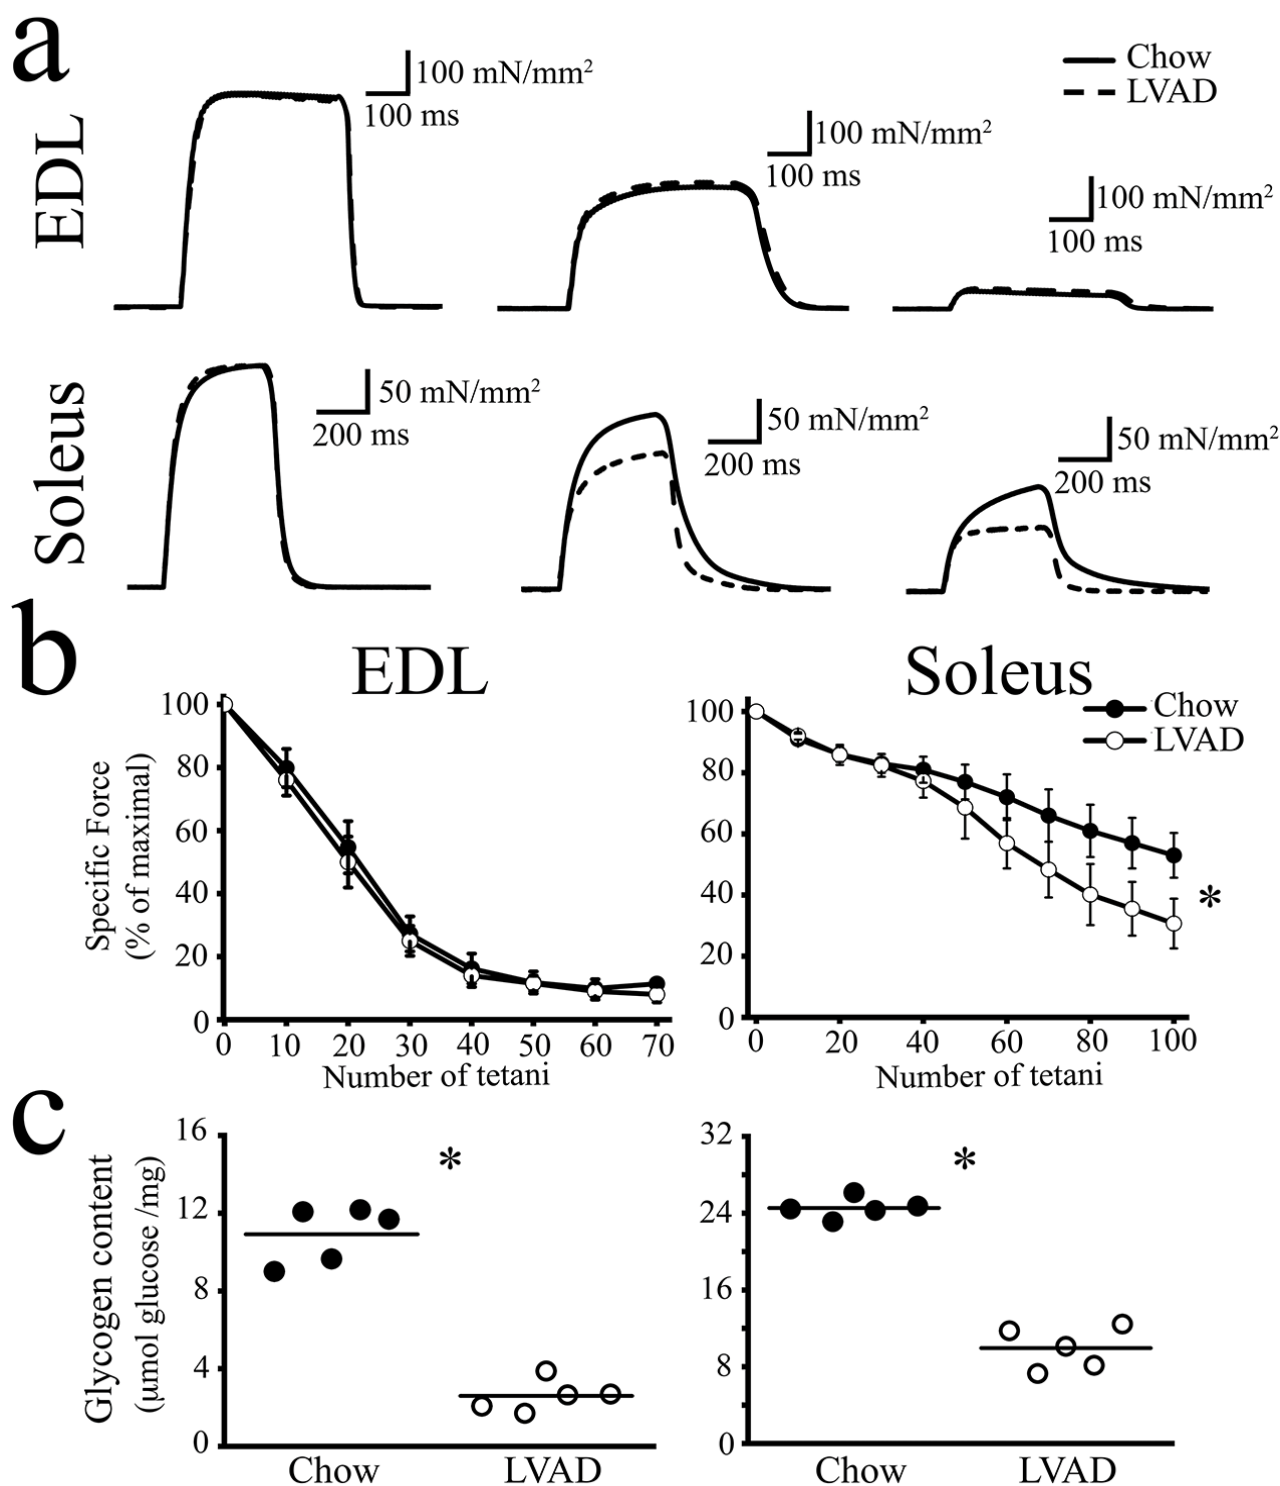 a
Chow
LVAD
EDL
100 mN/mm²
100 ms
100 mN/mm²
100 ms
100 mN/mm²
100 ms
Soleus
50 mN/mm²
200 ms
50 mN/mm²
200 ms
50 mN/mm²
200 ms
b
EDL
Soleus
Chow
LVAD
Specific Force
(% of maximal)
100
80
60
40
20
0
0 10 20 30 40 50 60 70
Number of tetani
100
80
60
40
20
0
0 20 40 60 80 100
Number of tetani
*
c
Glycogen content
(μmol glucose /mg)
16
12
8
4
0
*
Chow LVAD
32
24
16
8
0
*
Chow LVAD